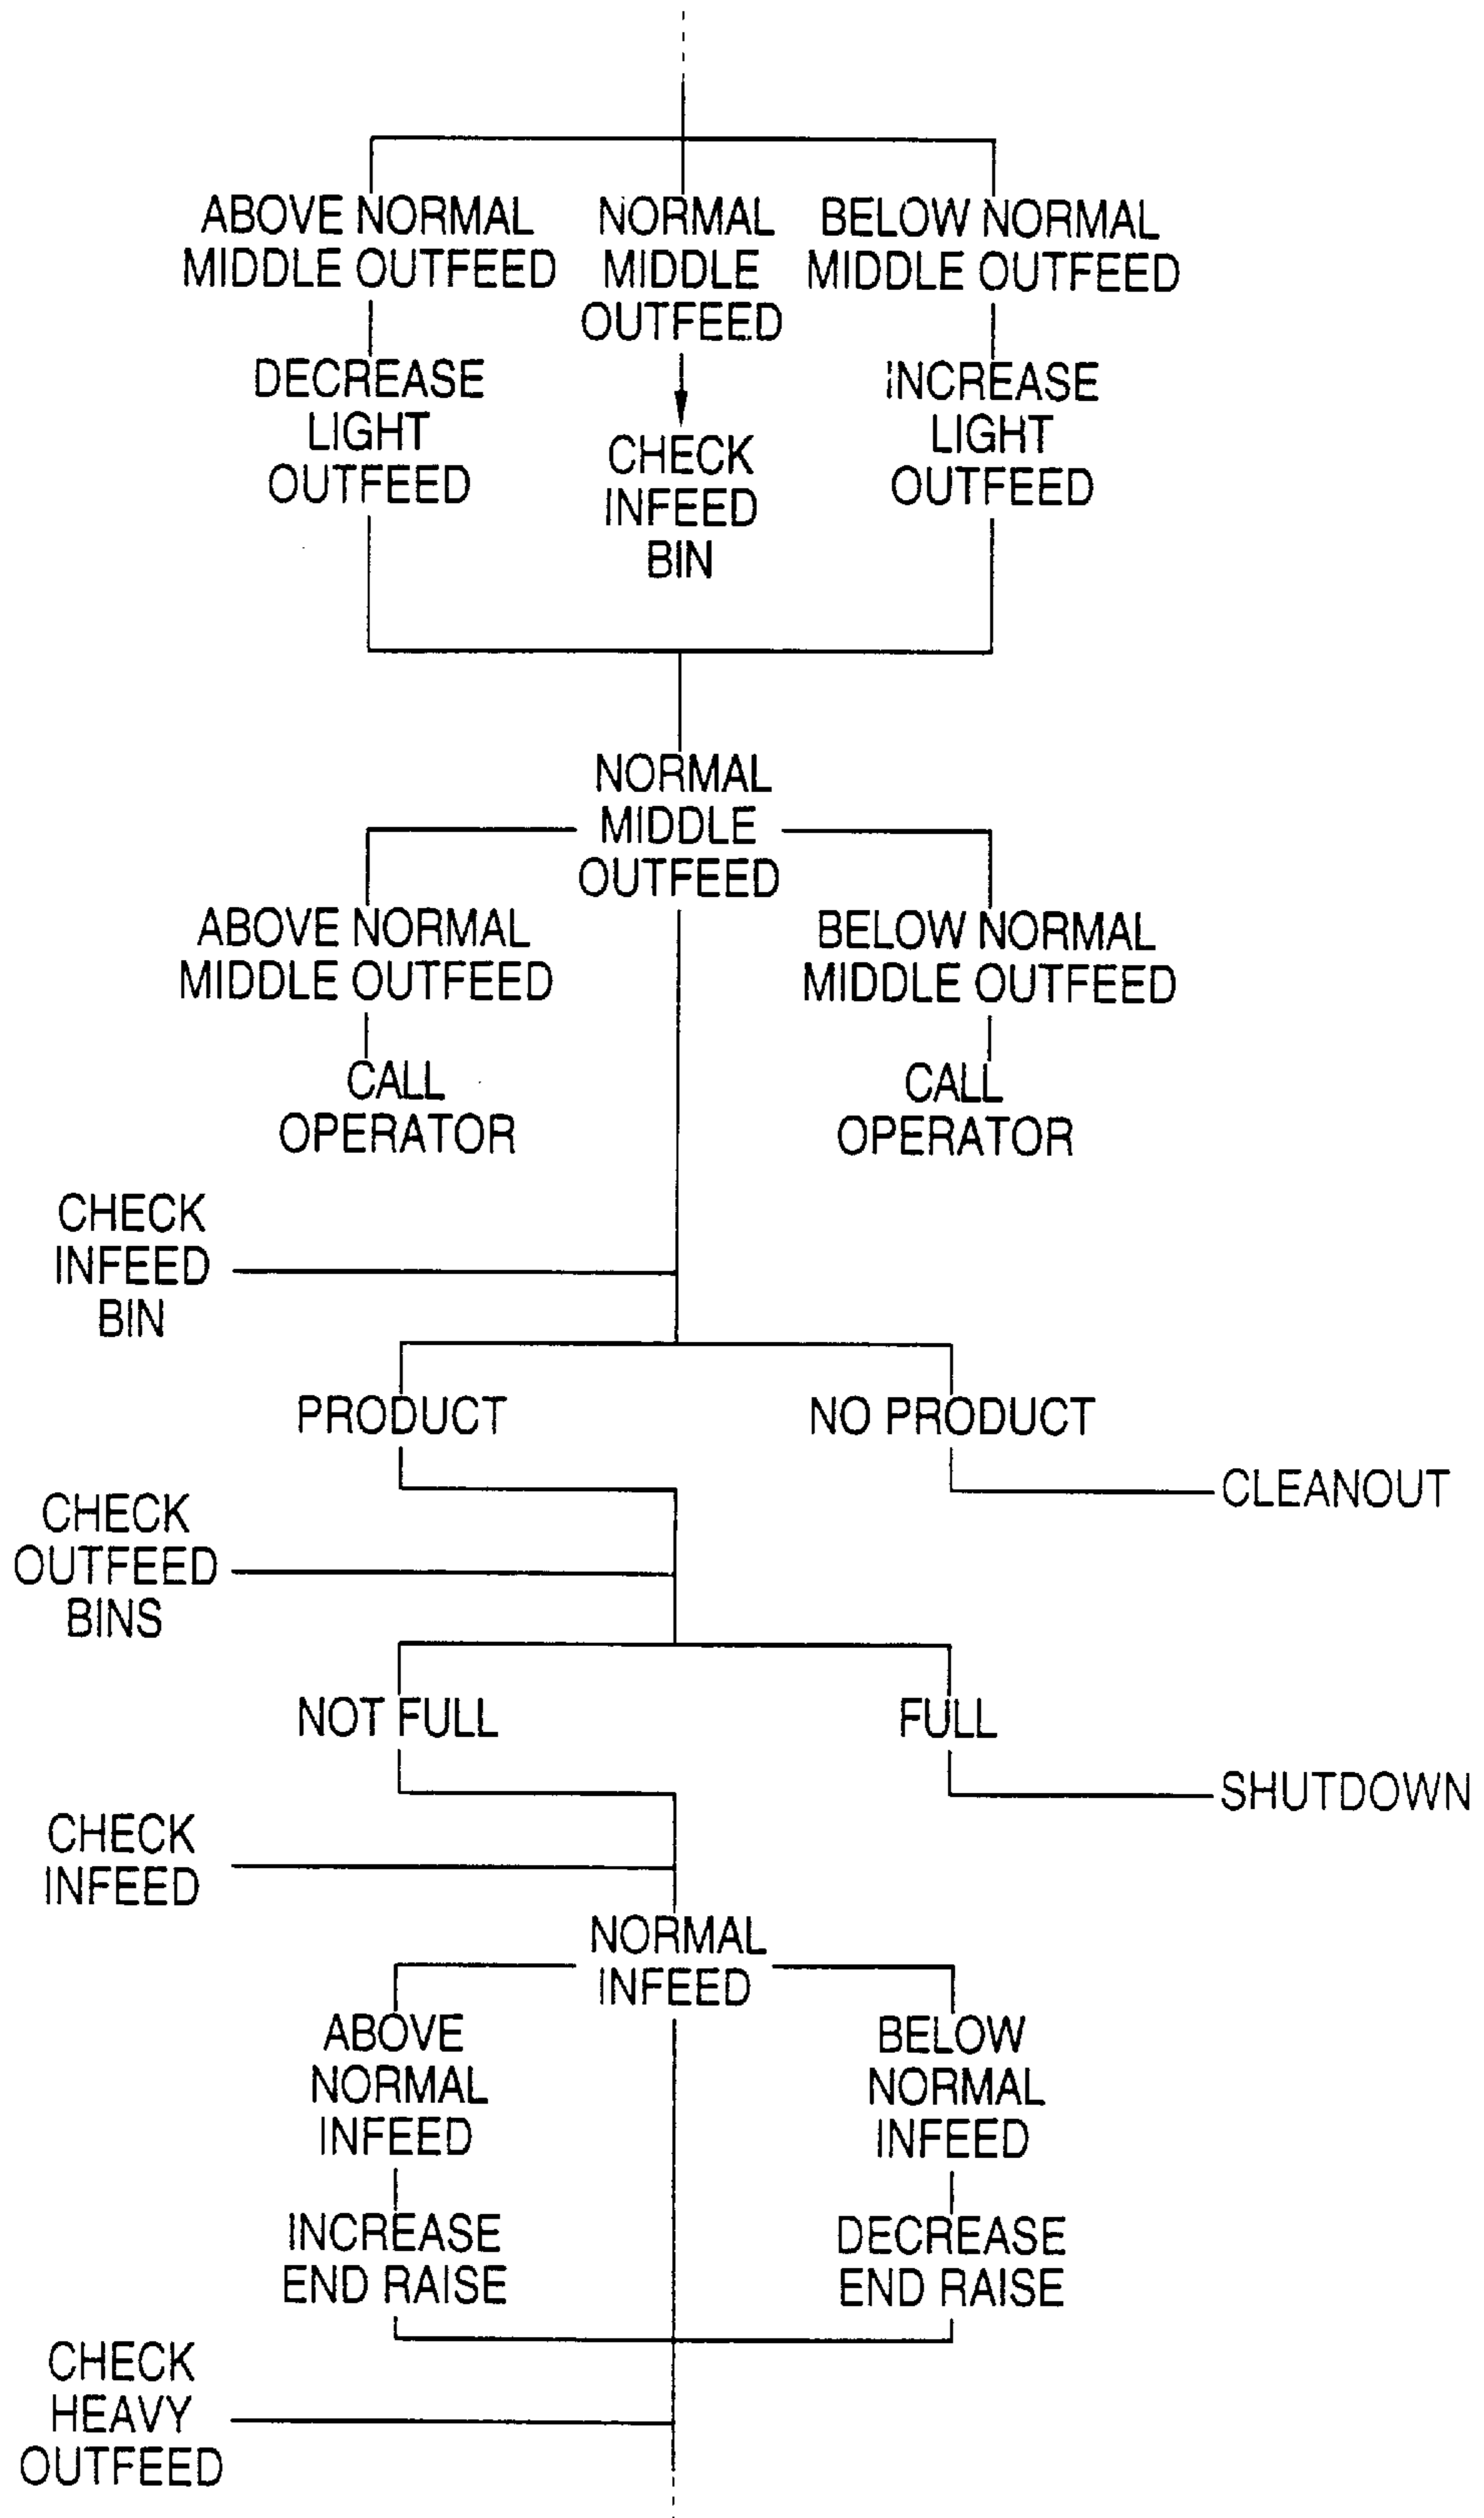 ABOVE NORMAL
MIDDLE OUTFEED
NORMAL
MIDDLE
OUTFEED
BELOW NORMAL
MIDDLE OUTFEED
DECREASE
LIGHT
OUTFEED
CHECK
INFEED
BIN
INCREASE
LIGHT
OUTFEED
NORMAL
MIDDLE
OUTFEED
ABOVE NORMAL
MIDDLE OUTFEED
BELOW NORMAL
MIDDLE OUTFEED
CALL
OPERATOR
CALL
OPERATOR
CHECK
INFEED
BIN
PRODUCT
NO PRODUCT
CLEANOUT
CHECK
OUTFEED
BINS
NOT FULL
FULL
SHUTDOWN
CHECK
INFEED
NORMAL
INFEED
ABOVE
NORMAL
INFEED
BELOW
NORMAL
INFEED
INCREASE
END RAISE
DECREASE
END RAISE
CHECK
HEAVY
OUTFEED